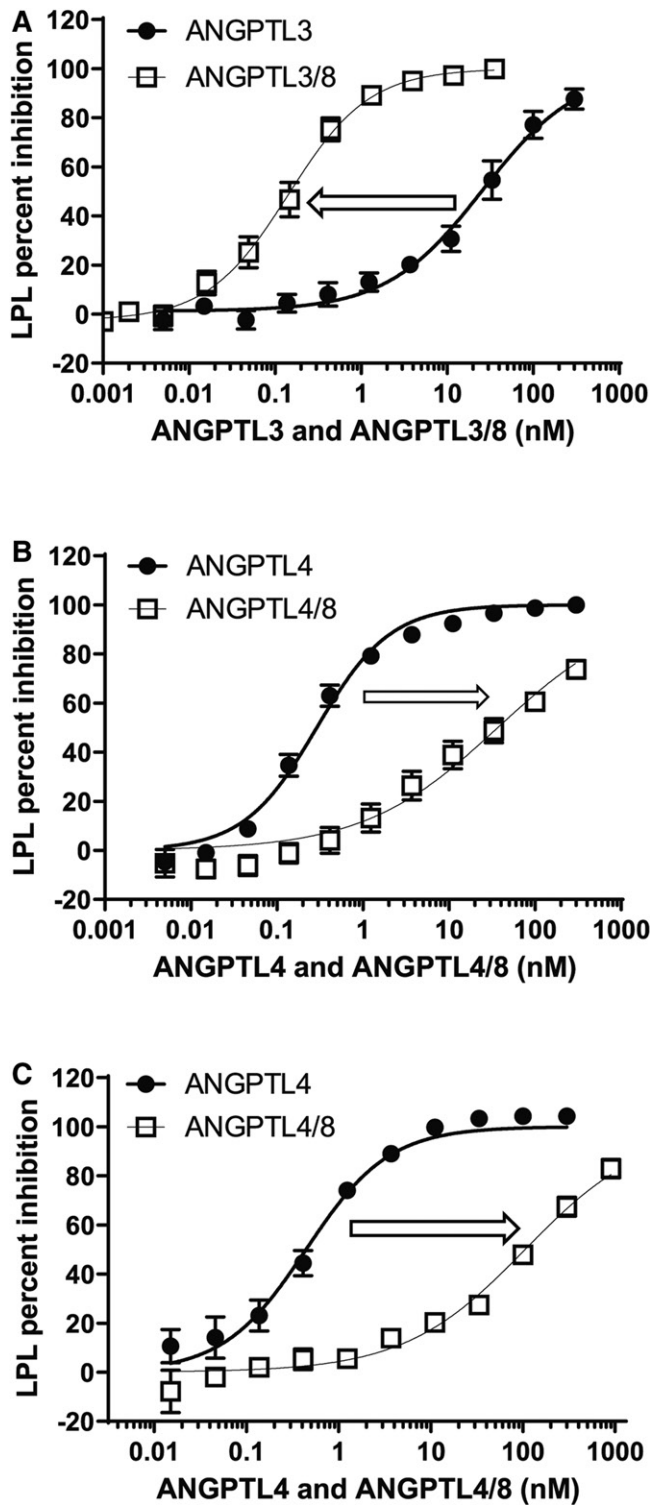 A
120
100
80
60
40
20
0
-20
LPL percent inhibition
ANGPTL3
ANGPTL3/8
0.001 0.01 0.1 1 10 100 1000
ANGPTL3 and ANGPTL3/8 (nM)
B
120
100
80
60
40
20
0
-20
LPL percent inhibition
ANGPTL4
ANGPTL4/8
0.001 0.01 0.1 1 10 100 1000
ANGPTL4 and ANGPTL4/8 (nM)
C
120
100
80
60
40
20
0
-20
LPL percent inhibition
ANGPTL4
ANGPTL4/8
0.01 0.1 1 10 100 1000
ANGPTL4 and ANGPTL4/8 (nM)